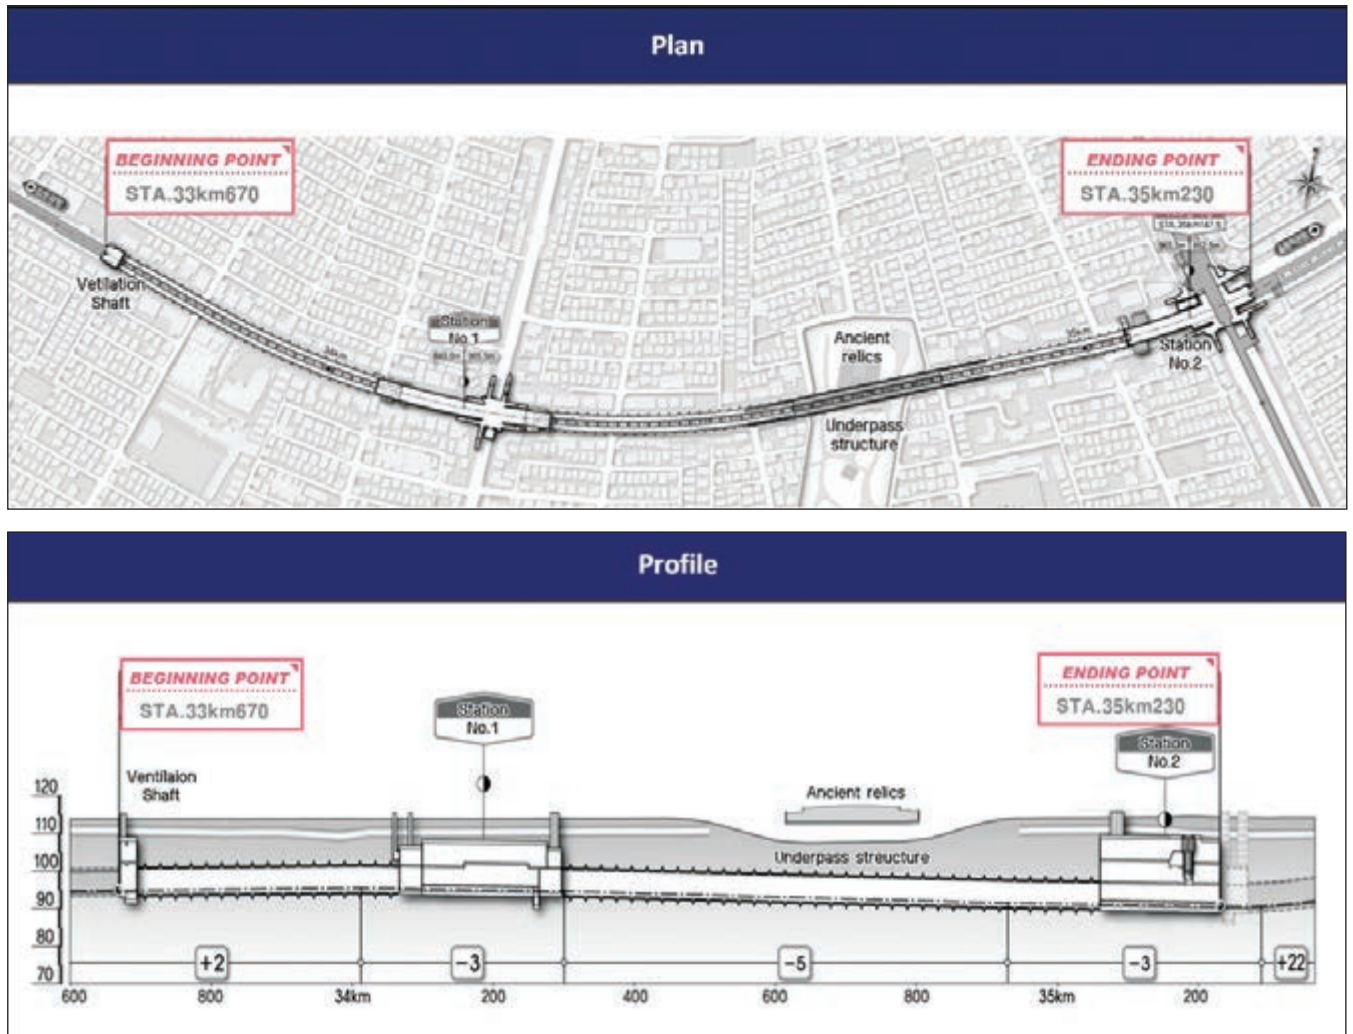 Plan
BEGINNING POINT
STA.33km670
ENDING POINT
STA.35km230
Vetilation
Shaft
Station
No.1
Ancient
relics
Underpass
structure
Station
No.2
Profile
BEGINNING POINT
STA.33km670
ENDING POINT
STA.35km230
Station
No.1
Station
No.2
Ventilaion
Shaft
Ancient relics
Underpass streucture
120
110
100
90
80
70
+2
-3
-5
-3
+22
600
800
34km
200
400
600
800
35km
200